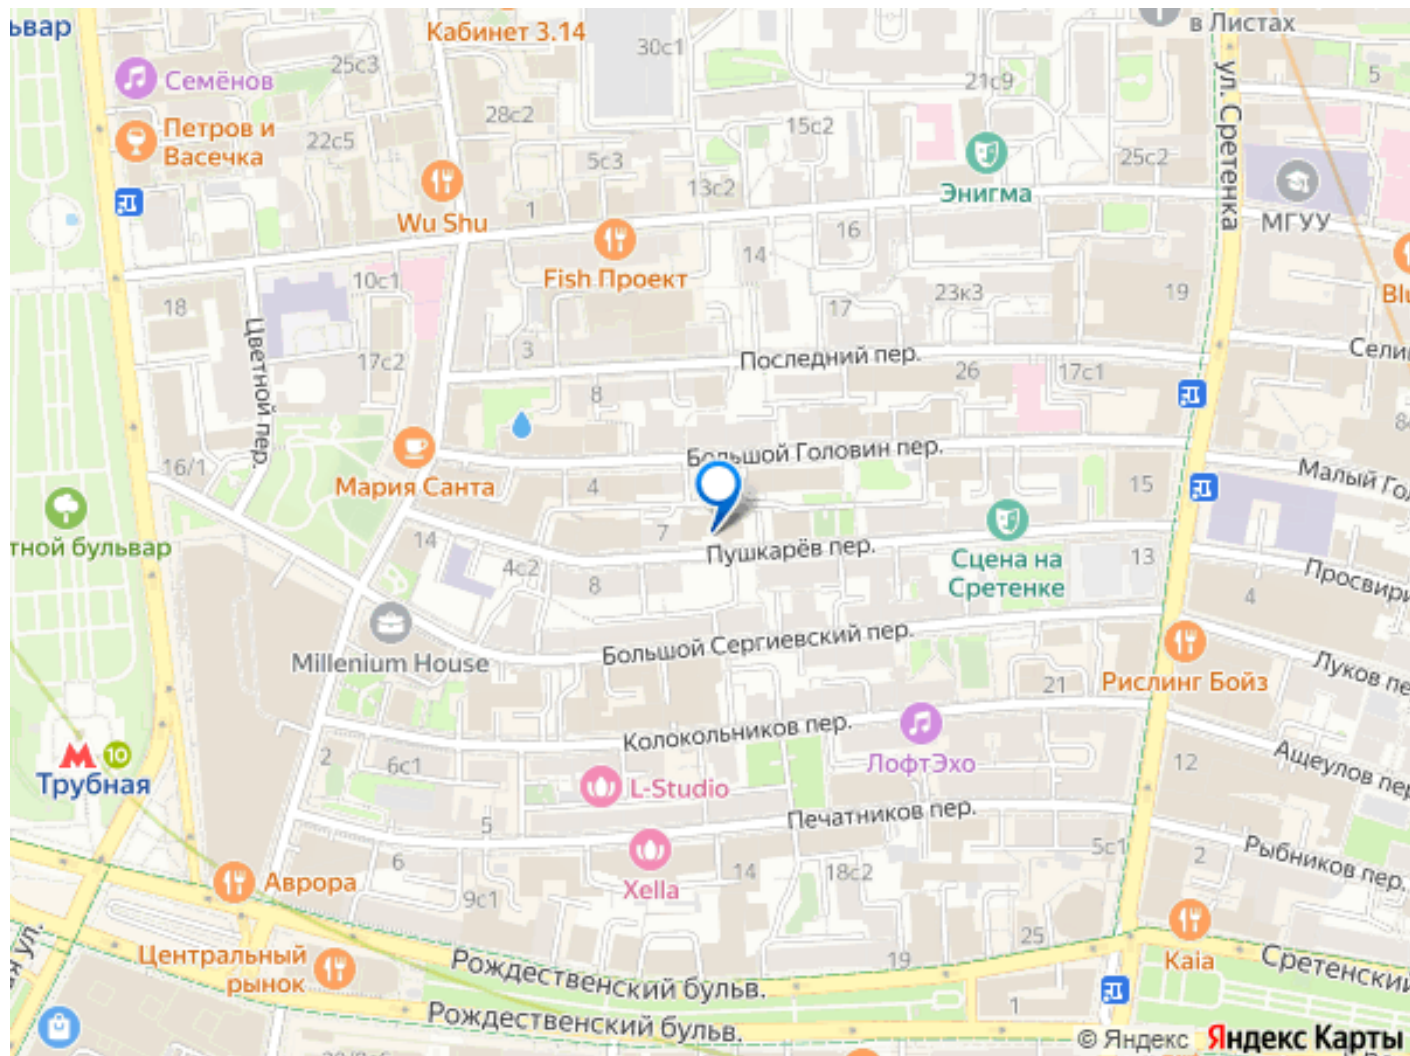 ьвар
Кабинет 3.14
в Листах
30с1
Семёнов
25с3
21с9
5
ул. Сретенка
28с2
Петров и
Васечка
22с5
15с2
5с3
25с2
13с2
Энигма
МГУУ
Wu Shu
1
16
Fish Проект
14
10с1
18
23к3
19
17
Цветной пер.
3
17с2
Последний пер.
Сели
26
17с1
8
Большой Головин пер.
16/1
Мария Санта
4
15
Малый Го
тной бульвар
14
7
Пушкарёв пер.
Сцена на
Сретенке
13
4с2
8
Просвири
4
Millenium House
Большой Сергиевский пер.
Луков пе
21
Рислинг Бойз
Колокольников пер.
ЛофтЭхо
Ащеулов пер
10
Трубная
2
6с1
12
L-Studio
Печатников пер.
5
5с1
2
Рыбников пер.
6
Xella
14
18с2
Аврора
9с1
25
Центральный
рынок
Рождественский бульв.
19
Kaia
Сретенский
я ул.
1
Рождественский бульв.
© Яндекс
Яндекс Карты